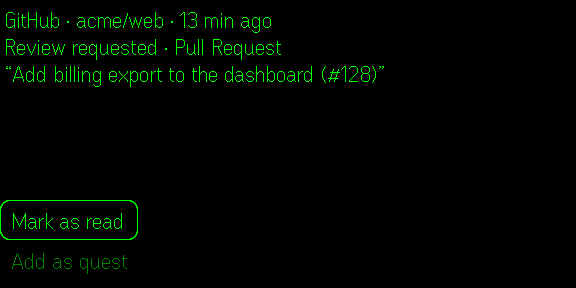 GitHub · acme/web · 13 min ago
Review requested · Pull Request
“Add billing export to the dashboard (#128)”
Mark as read
Add as quest